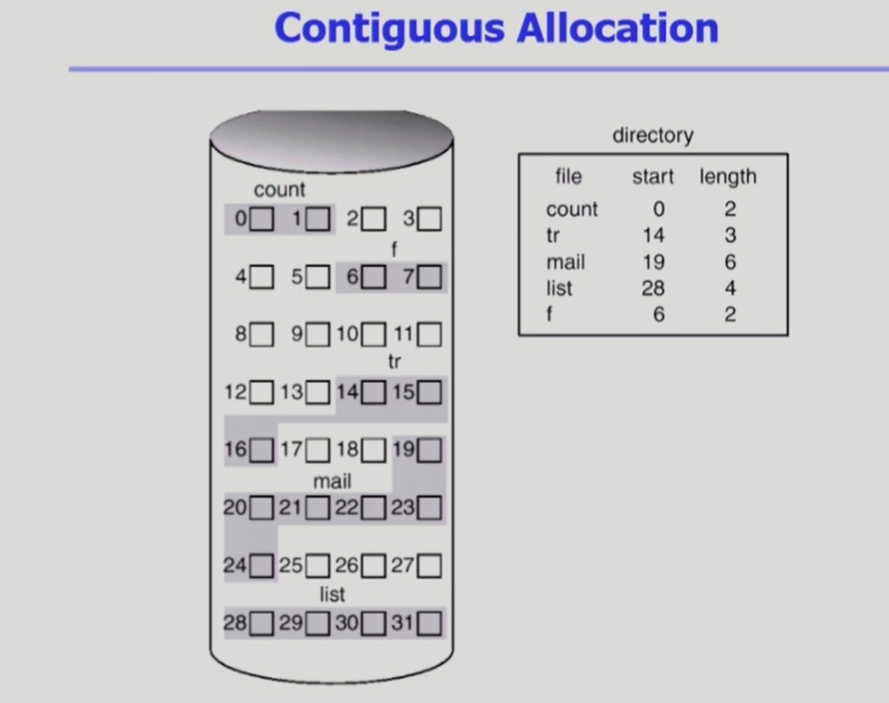 Contiguous Allocation
directory
file start length
count 0 2
tr 14 3
mail 19 6
list 28 4
f 6 2
count
0 1 2 3
f
4 5 6 7
8 9 10 11
tr
12 13 14 15
16 17 18 19
mail
20 21 22 23
24 25 26 27
list
28 29 30 31